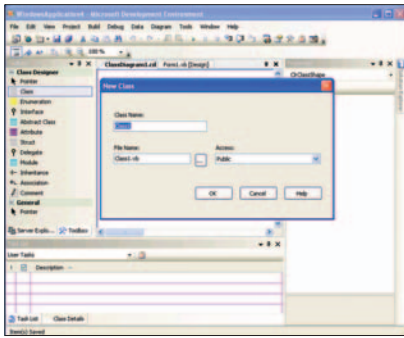 WindowsApplication1 - Microsoft Development Environment
File Edit View Project Build Debug Data Diagram Tools Window Help
100%
Class Designer
Pointer
Class
Enumeration
Interface
Abstract Class
Struct
Delegate
Module
Inheritance
Association
Comment
General
Pointer
Server Explo... Toolbox
ClassDiagram1.cd Form1.vb [Design]
ClrClassShape
New Class
Class Name:
Class1
File Name:
Access:
Class1.vb
...
Public
OK
Cancel
Help
User Tasks
! Description
Task List Class Details
Item(s) Saved